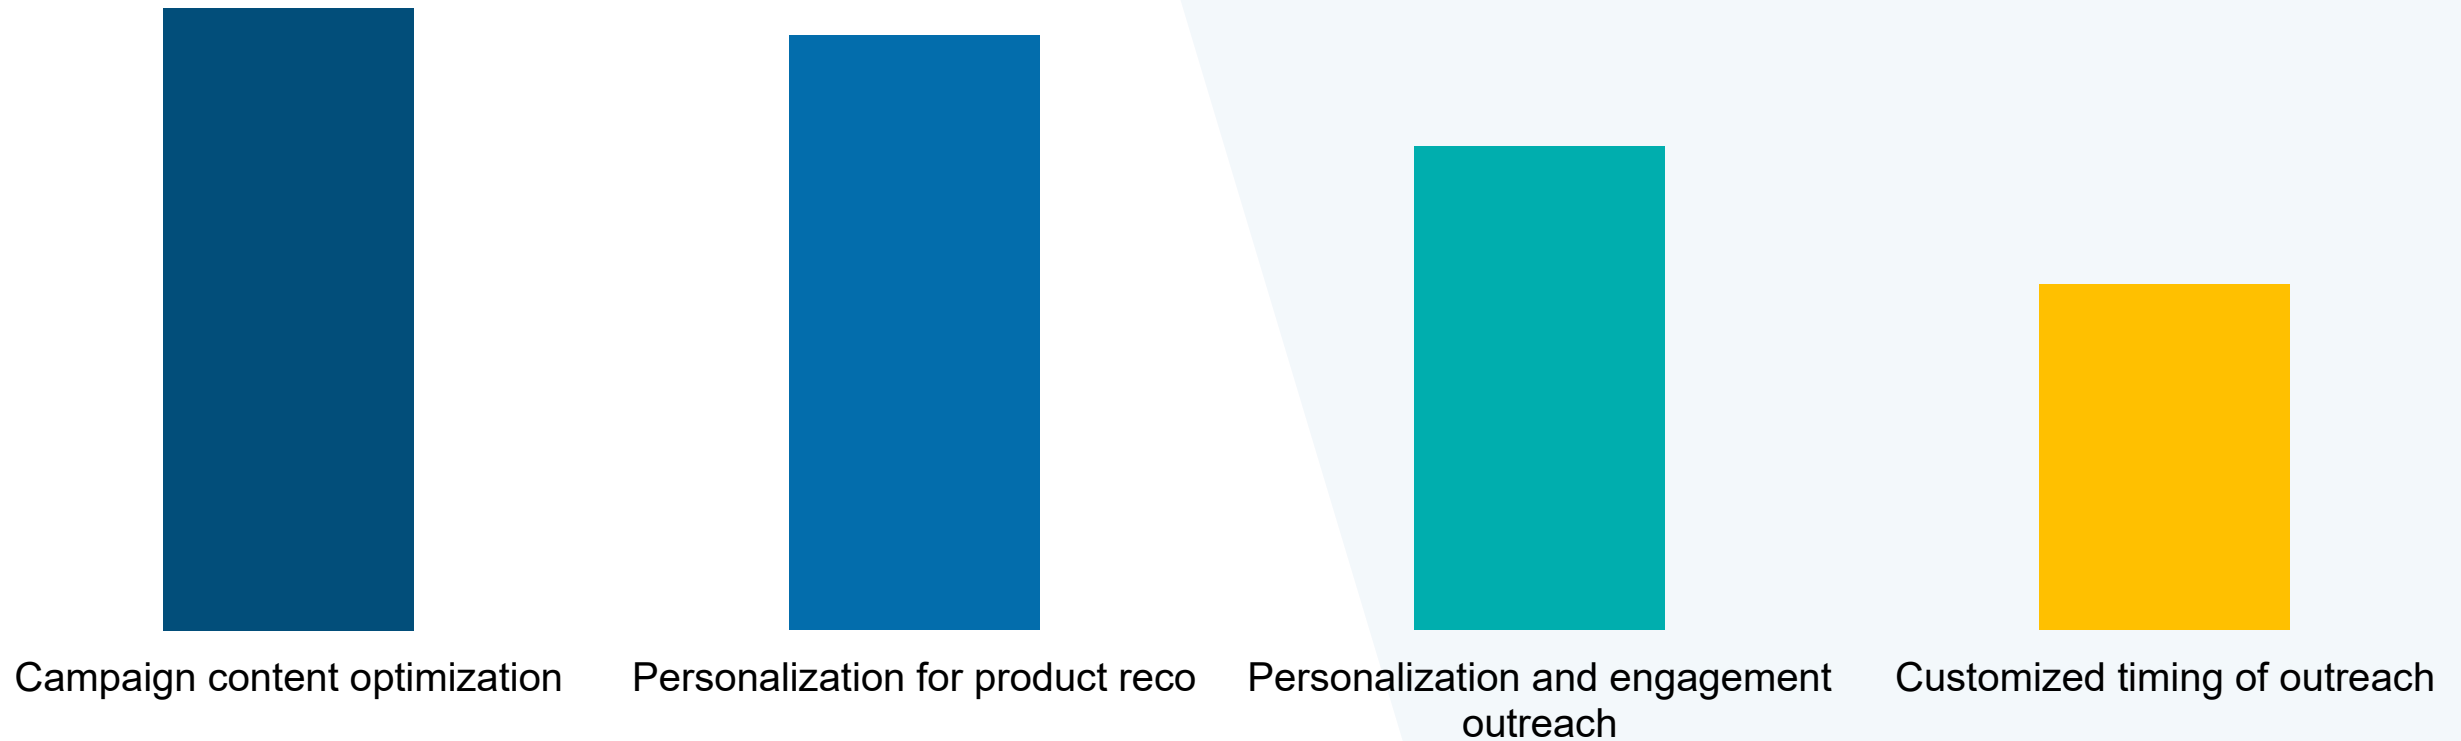 Campaign content optimization
Personalization for product reco
Personalization and engagement
outreach
Customized timing of outreach